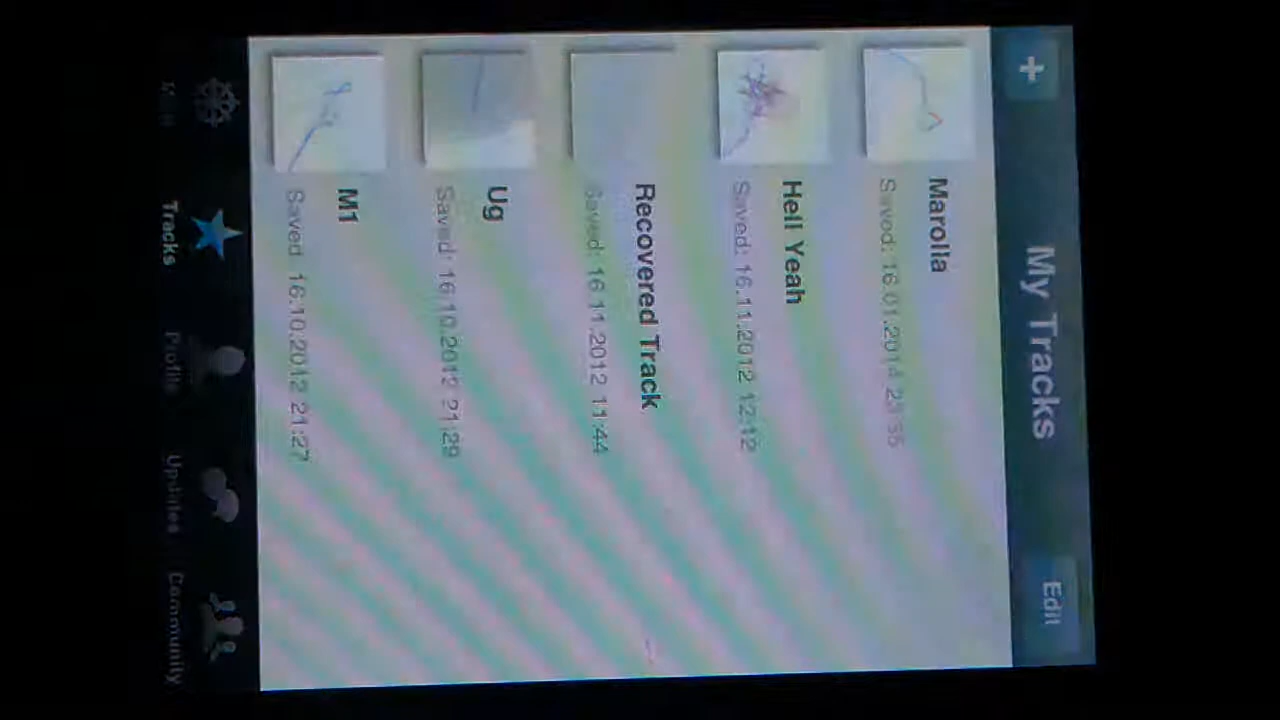 + My Tracks Edit
Marolla
Saved: 16.01.2014 23:55
Hell Yeah
Saved: 16.11.2012 12:12
Recovered Track
Saved: 16.11.2012 11:44
Ug
Saved: 16.10.2012 21:29
M1
Saved: 16.10.2012 21:27
Tracks Profile Updates Community